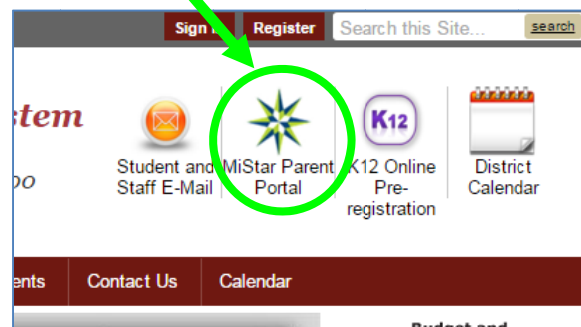 Sign Register Search this Site... search
stem
oo
K12
Student and Staff E-Mail
MiStar Parent Portal
K12 Online Pre-registration
District Calendar
ents Contact Us Calendar
Budget and